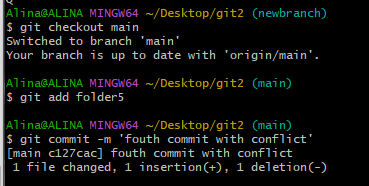 Alina@ALINA MINGW64 ~/Desktop/git2 (newbranch)
$ git checkout main
Switched to branch 'main'
Your branch is up to date with 'origin/main'.
Alina@ALINA MINGW64 ~/Desktop/git2 (main)
$ git add folder5
Alina@ALINA MINGW64 ~/Desktop/git2 (main)
$ git commit -m 'fouth commit with conflict'
[main c127cac] fouth commit with conflict
1 file changed, 1 insertion(+), 1 deletion(-)